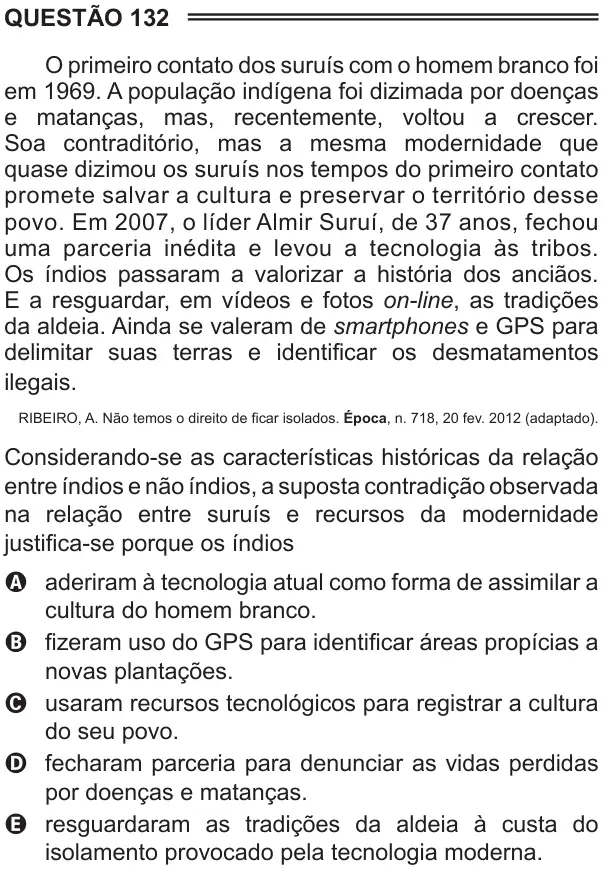 QUESTÃO 132
O primeiro contato dos suruís com o homem branco foi
em 1969. A população indígena foi dizimada por doenças
e matanças, mas, recentemente, voltou a crescer.
Soa contraditório, mas a mesma modernidade que
quase dizimou os suruís nos tempos do primeiro contato
promete salvar a cultura e preservar o território desse
povo. Em 2007, o líder Almir Suruí, de 37 anos, fechou
uma parceria inédita e levou a tecnologia às tribos.
Os índios passaram a valorizar a história dos anciãos.
E a resguardar, em vídeos e fotos on-line, as tradições
da aldeia. Ainda se valeram de smartphones e GPS para
delimitar suas terras e identificar os desmatamentos
ilegais.
RIBEIRO, A. Não temos o direito de ficar isolados. Época, n. 718, 20 fev. 2012 (adaptado).
Considerando-se as características históricas da relação
entre índios e não índios, a suposta contradição observada
na relação entre suruís e recursos da modernidade
justifica-se porque os índios
A aderiram à tecnologia atual como forma de assimilar a
cultura do homem branco.
B fizeram uso do GPS para identificar áreas propícias a
novas plantações.
C usaram recursos tecnológicos para registrar a cultura
do seu povo.
D fecharam parceria para denunciar as vidas perdidas
por doenças e matanças.
E resguardaram as tradições da aldeia à custa do
isolamento provocado pela tecnologia moderna.